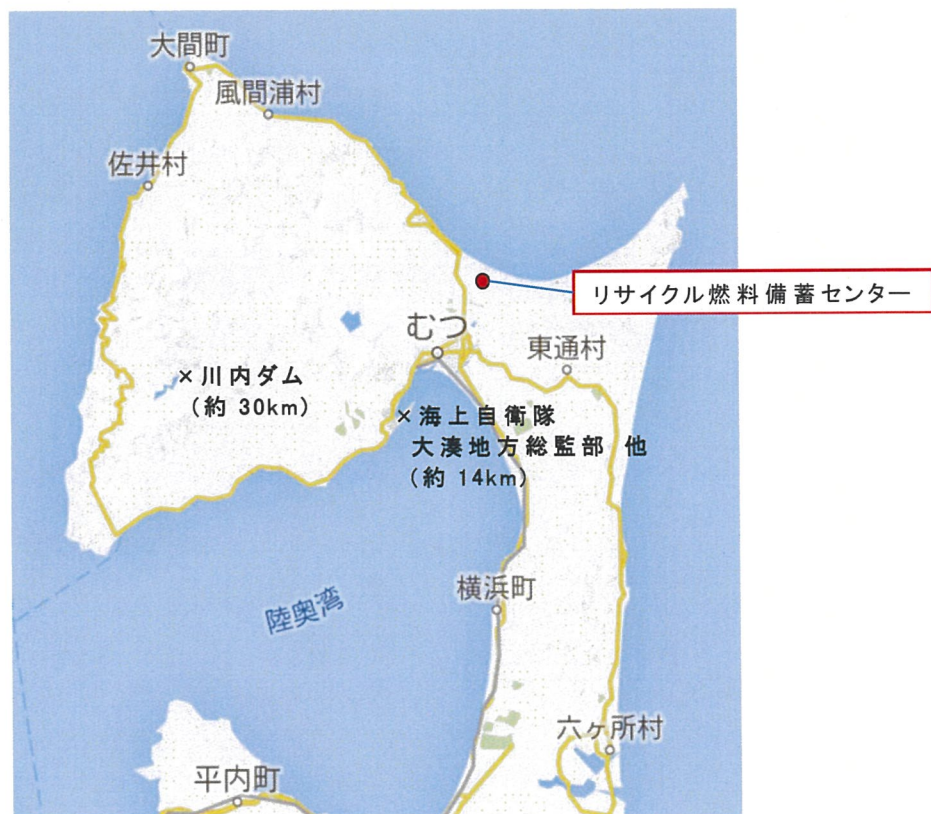 大間町
風間浦村
佐井村
リサイクル燃料備蓄センター
むつ
東通村
×川内ダム
(約 30km)
×海上自衛隊
大湊地方総監部 他
(約 14km)
横浜町
陸奥湾
六ヶ所村
平内町